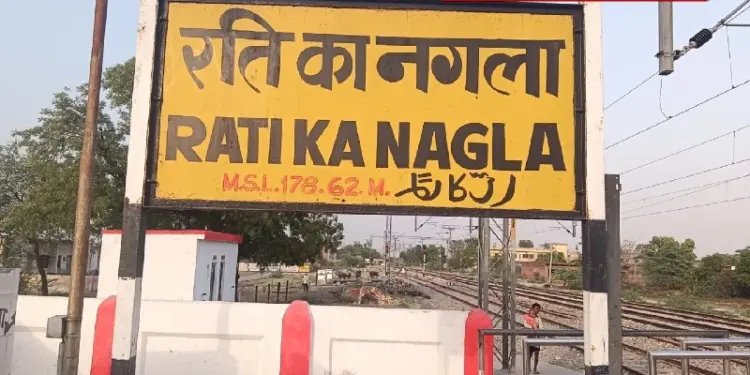 रति का नगला
RATI KA NAGLA
M.S.L. 178.62.M.